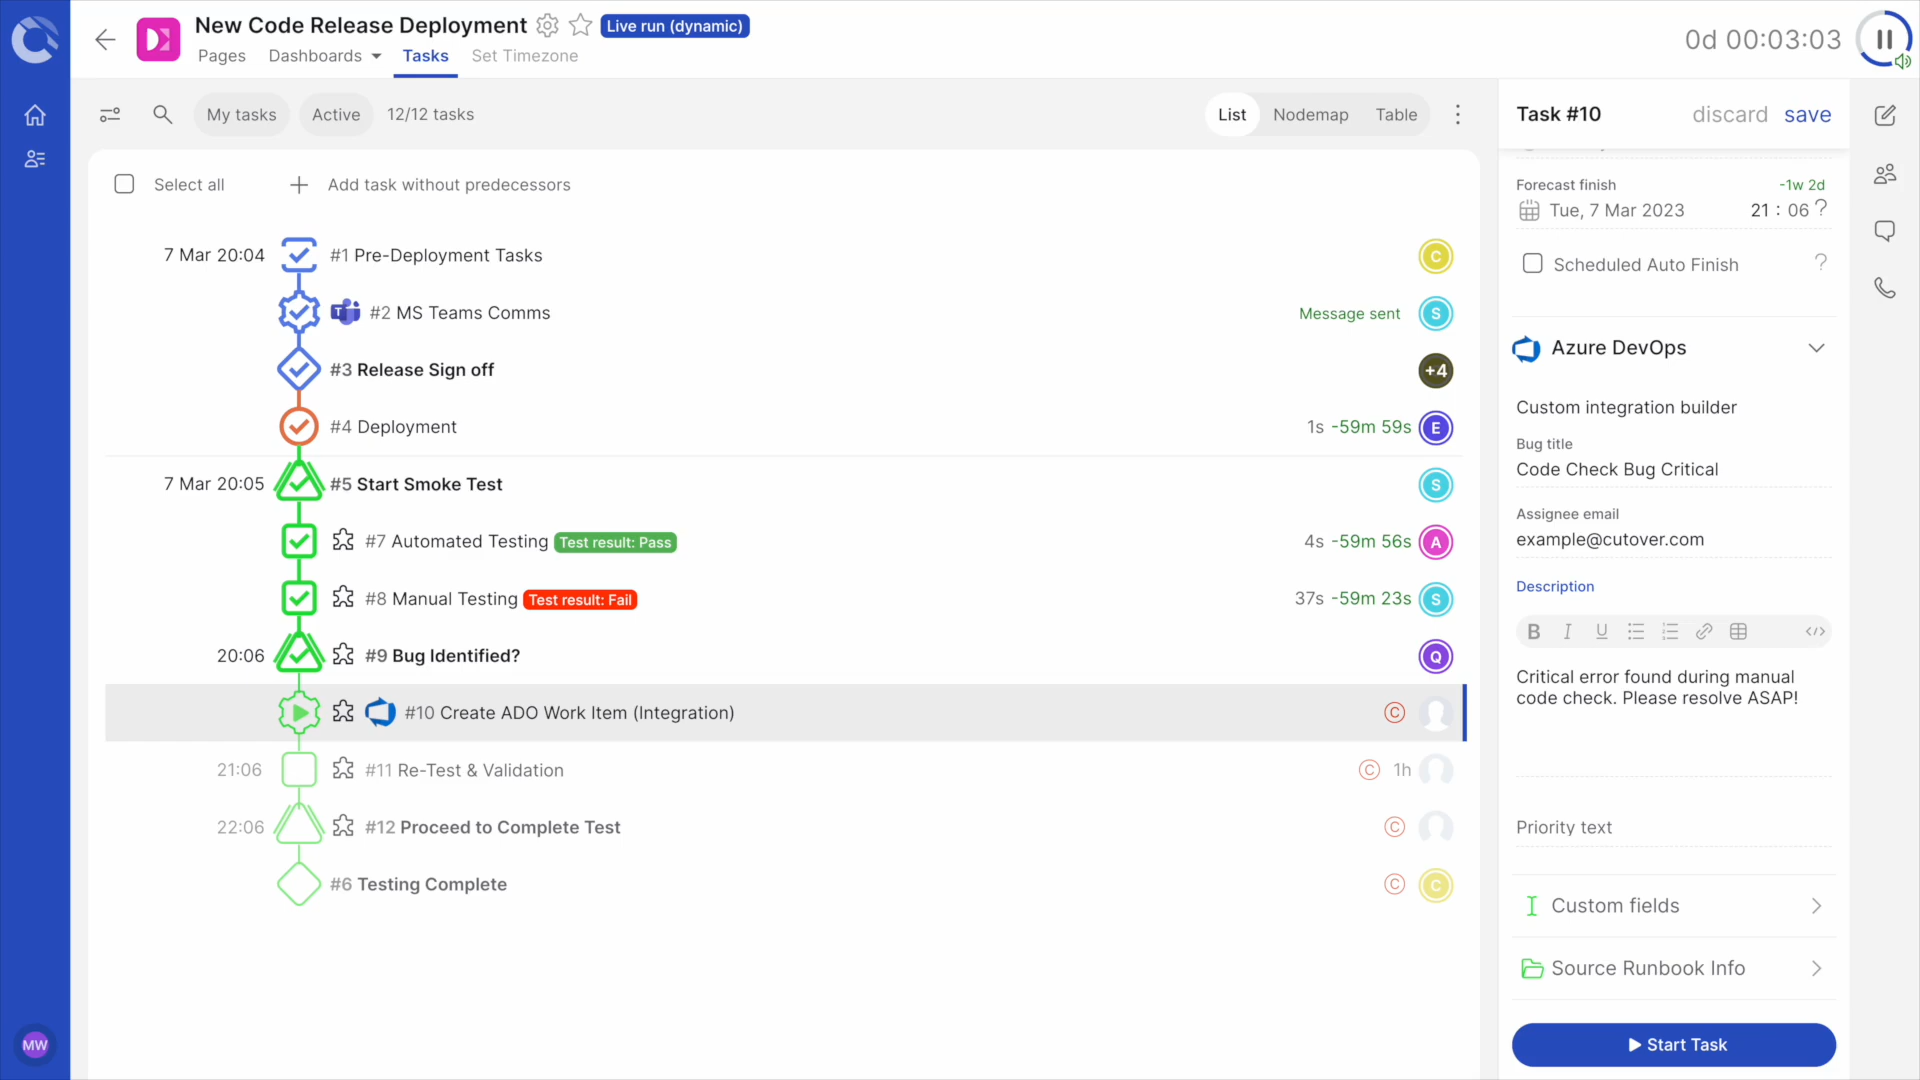 New Code Release Deployment Live run (dynamic)
0d 00:03:03
Pages Dashboards Tasks Set Timezone
My tasks Active 12/12 tasks
List Nodemap Table
Select all + Add task without predecessors
7 Mar 20:04 #1 Pre-Deployment Tasks C
#2 MS Teams Comms Message sent S
#3 Release Sign off +4
#4 Deployment 1s -59m 59s E
7 Mar 20:05 #5 Start Smoke Test S
#7 Automated Testing Test result: Pass 4s -59m 56s A
#8 Manual Testing Test result: Fail 37s -59m 23s S
20:06 #9 Bug Identified? Q
#10 Create ADO Work Item (Integration) C
21:06 #11 Re-Test & Validation C 1h
22:06 #12 Proceed to Complete Test C
#6 Testing Complete C C
MW
Task #10 discard save
Forecast finish -1w 2d
Tue, 7 Mar 2023 21 : 06 ?
Scheduled Auto Finish ?
Azure DevOps
Custom integration builder
Bug title
Code Check Bug Critical
Assignee email
example@cutover.com
Description
B I U </>
Critical error found during manual
code check. Please resolve ASAP!
Priority text
Custom fields
Source Runbook Info
Start Task